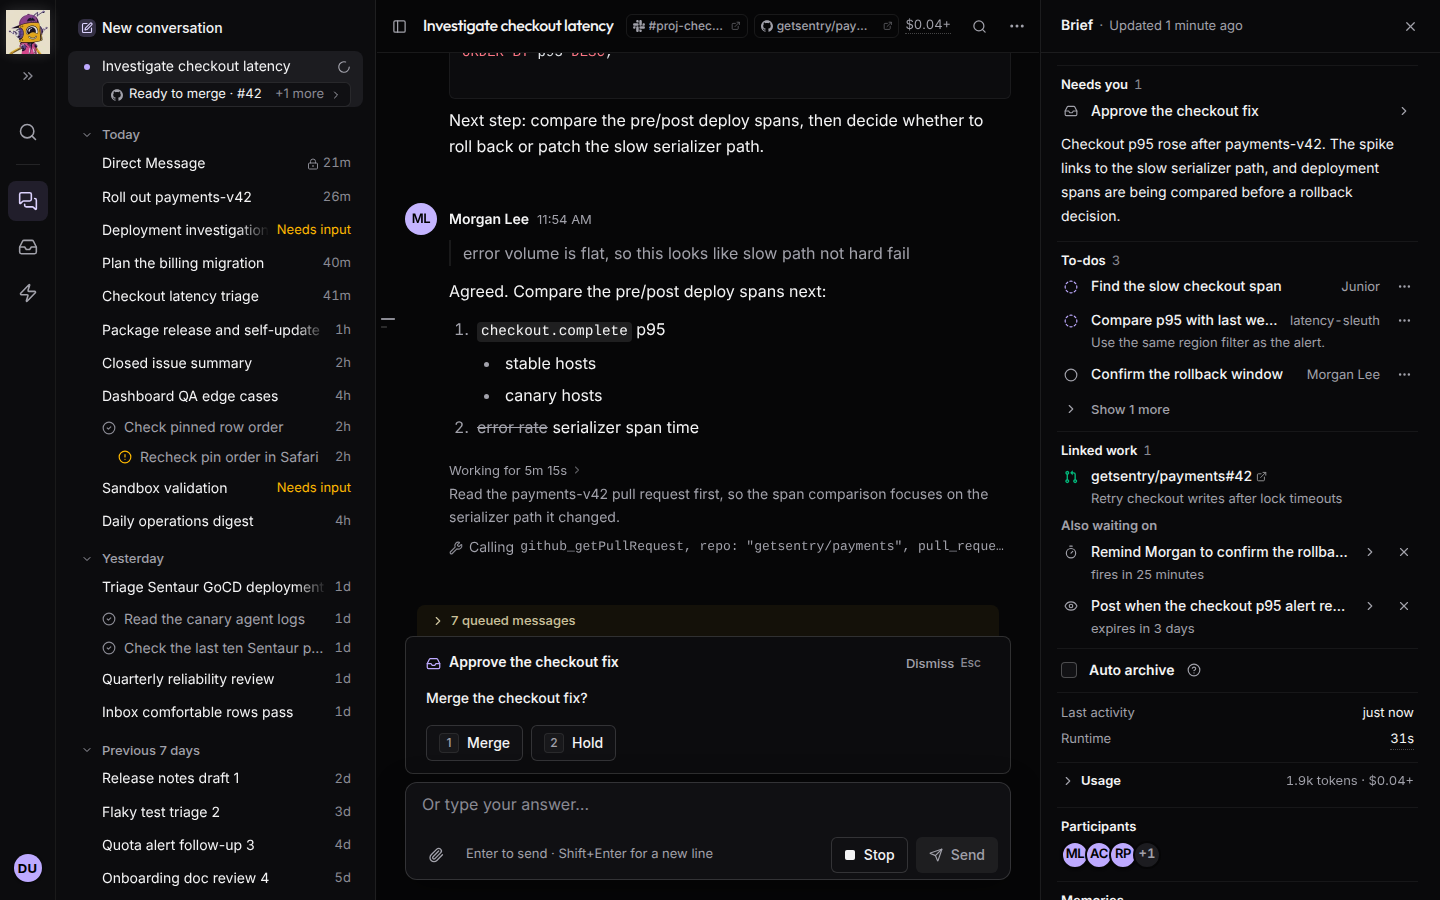 New conversation
Investigate checkout latency
Ready to merge · #42 +1 more
Today
Direct Message 21m
Roll out payments-v42 26m
Deployment investigation Needs input
Plan the billing migration 40m
Checkout latency triage 41m
Package release and self-update 1h
Closed issue summary 2h
Dashboard QA edge cases 4h
Check pinned row order 2h
Recheck pin order in Safari 2h
Sandbox validation Needs input
Daily operations digest 4h
Yesterday
Triage Sentaur GoCD deployment 1d
Read the canary agent logs 1d
Check the last ten Sentaur p... 1d
Quarterly reliability review 1d
Inbox comfortable rows pass 1d
Previous 7 days
Release notes draft 1 2d
Flaky test triage 2 3d
Quota alert follow-up 3 4d
Onboarding doc review 4 5d
DU
Investigate checkout latency #proj-chec... getsentry/pay... $0.04+
ORDER BY p95 DESC;
Next step: compare the pre/post deploy spans, then decide whether to
roll back or patch the slow serializer path.
ML Morgan Lee 11:54 AM
error volume is flat, so this looks like slow path not hard fail
Agreed. Compare the pre/post deploy spans next:
1. checkout.complete p95
• stable hosts
• canary hosts
2. error rate serializer span time
Working for 5m 15s
Read the payments-v42 pull request first, so the span comparison focuses on the
serializer path it changed.
Calling github_getPullRequest, repo: "getsentry/payments", pull_reque...
7 queued messages
Approve the checkout fix Dismiss Esc
Merge the checkout fix?
1 Merge 2 Hold
Or type your answer...
Enter to send · Shift+Enter for a new line Stop Send
Brief · Updated 1 minute ago
Needs you 1
Approve the checkout fix
Checkout p95 rose after payments-v42. The spike
links to the slow serializer path, and deployment
spans are being compared before a rollback
decision.
To-dos 3
Find the slow checkout span Junior
Compare p95 with last we... latency-sleuth
Use the same region filter as the alert.
Confirm the rollback window Morgan Lee
Show 1 more
Linked work 1
getsentry/payments#42
Retry checkout writes after lock timeouts
Also waiting on
Remind Morgan to confirm the rollba...
fires in 25 minutes
Post when the checkout p95 alert re...
expires in 3 days
Auto archive
Last activity just now
Runtime 31s
Usage 1.9k tokens · $0.04+
Participants
ML AC RP +1
Memories